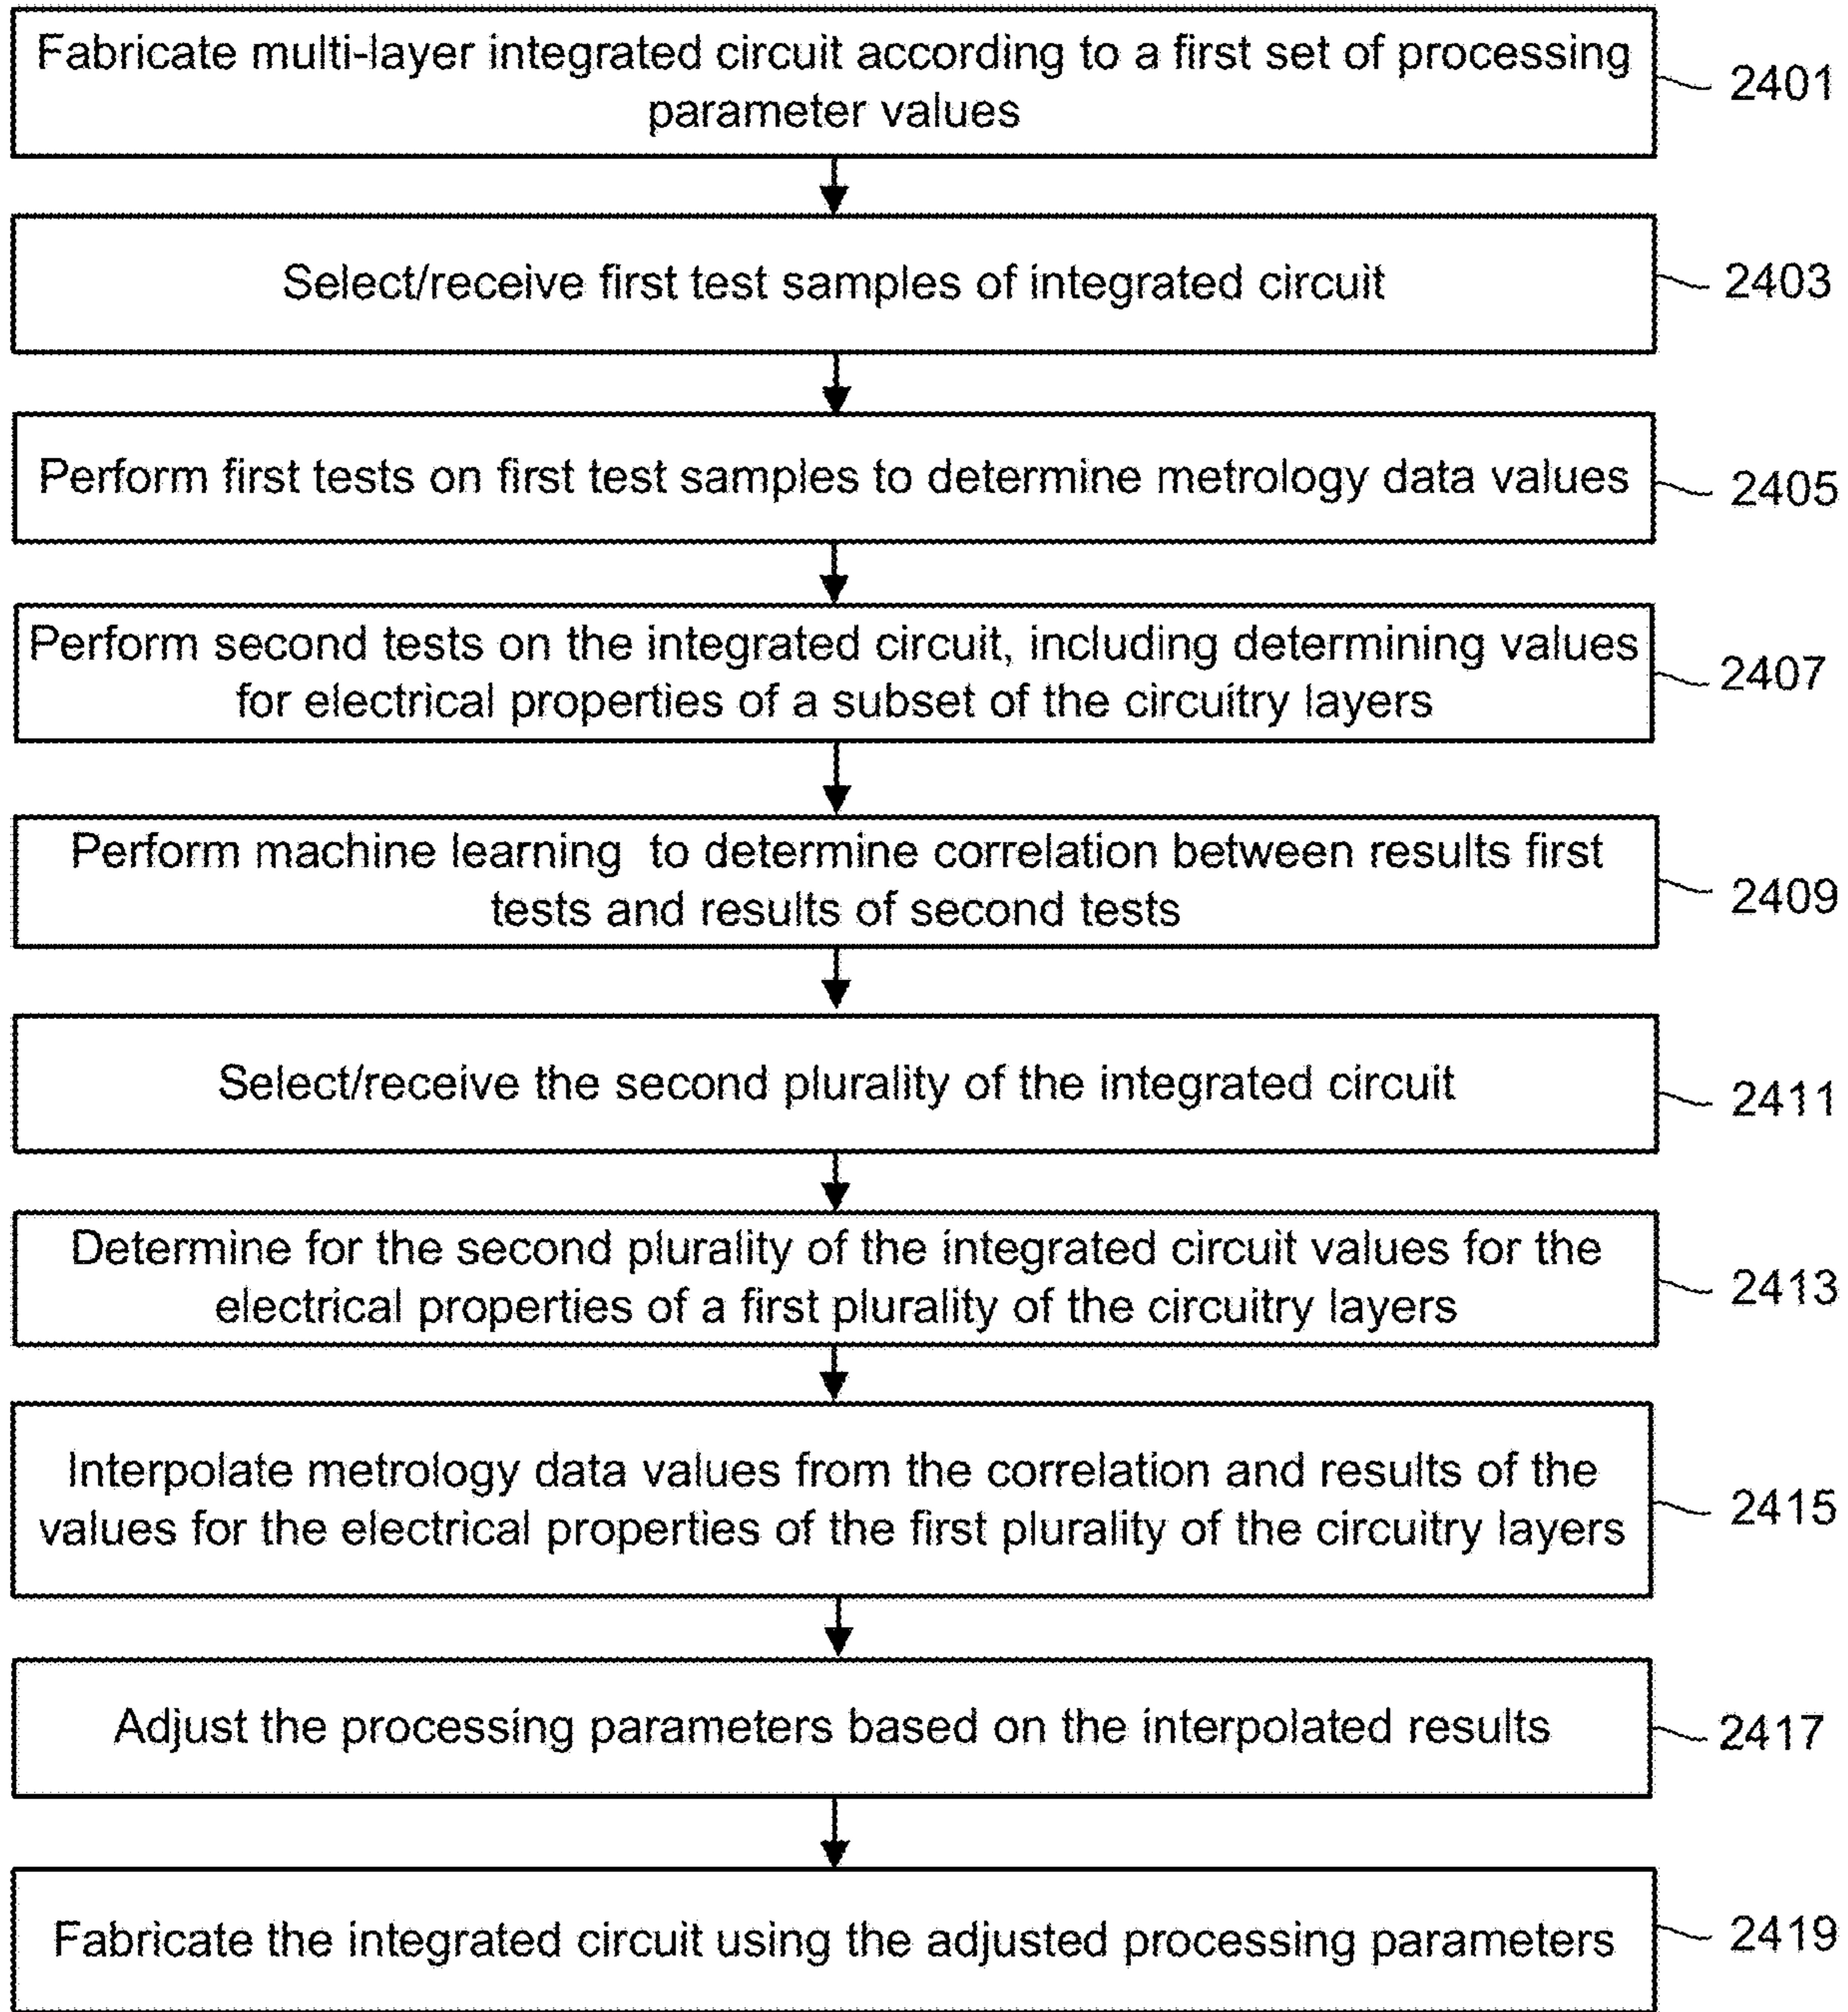 Fabricate multi-layer integrated circuit according to a first set of processing
parameter values
2401
Select/receive first test samples of integrated circuit
2403
Perform first tests on first test samples to determine metrology data values
2405
Perform second tests on the integrated circuit, including determining values
for electrical properties of a subset of the circuitry layers
2407
Perform machine learning to determine correlation between results first
tests and results of second tests
2409
Select/receive the second plurality of the integrated circuit
2411
Determine for the second plurality of the integrated circuit values for the
electrical properties of a first plurality of the circuitry layers
2413
Interpolate metrology data values from the correlation and results of the
values for the electrical properties of the first plurality of the circuitry layers
2415
Adjust the processing parameters based on the interpolated results
2417
Fabricate the integrated circuit using the adjusted processing parameters
2419